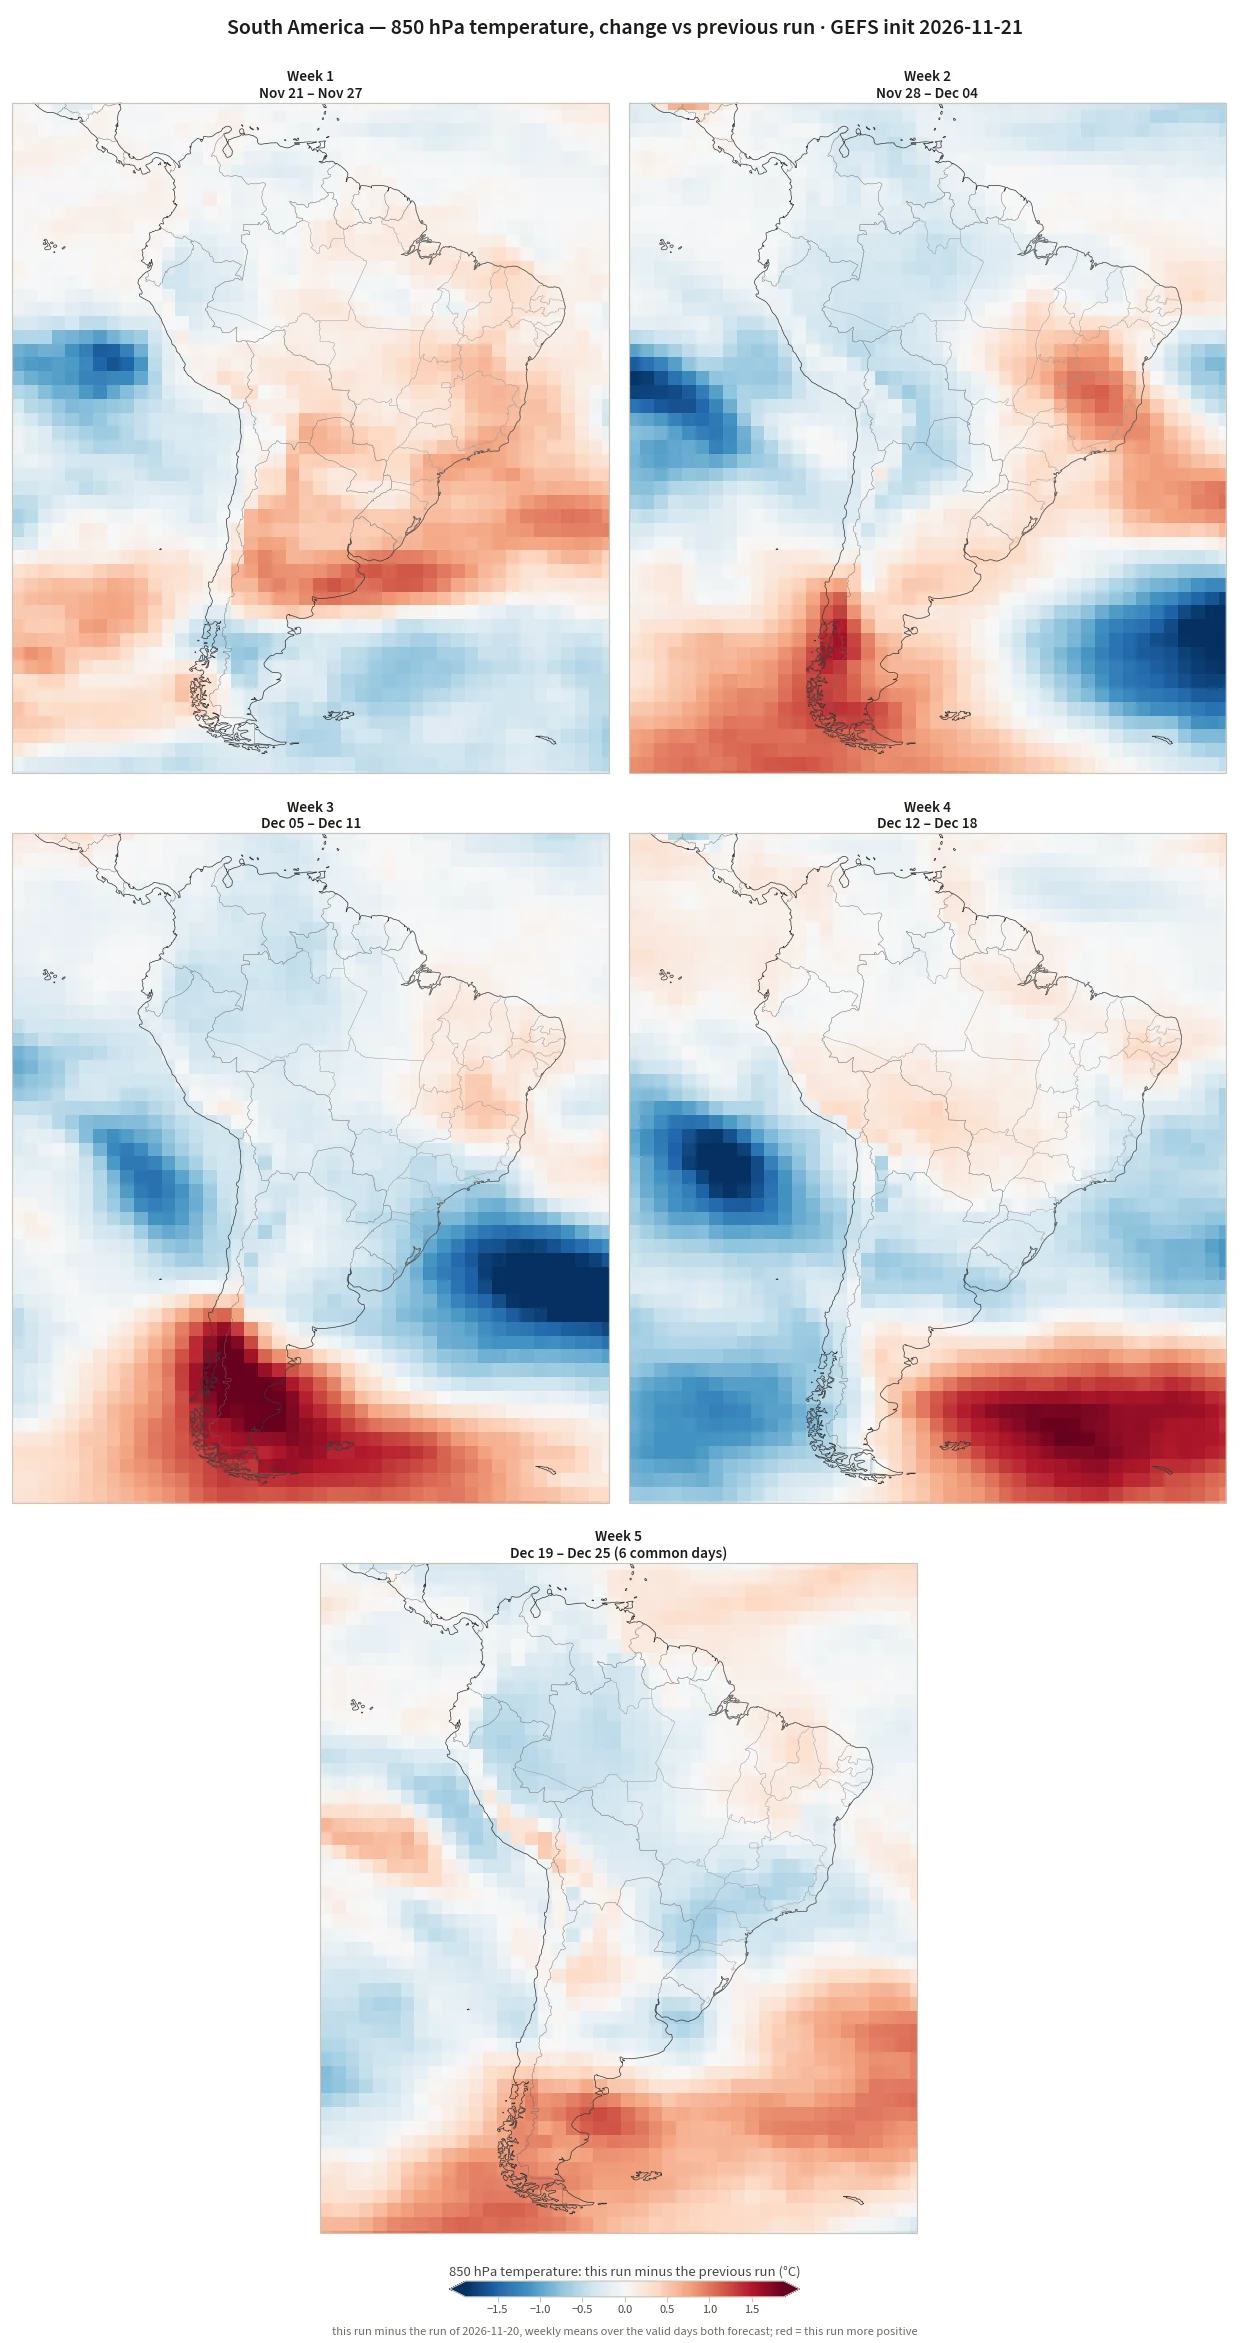 South America — 850 hPa temperature, change vs previous run · GEFS init 2026-11-21
Week 1
Nov 21 – Nov 27
Week 2
Nov 28 – Dec 04
Week 3
Dec 05 – Dec 11
Week 4
Dec 12 – Dec 18
Week 5
Dec 19 – Dec 25 (6 common days)
850 hPa temperature: this run minus the previous run (°C)
−1.5 −1.0 −0.5 0.0 0.5 1.0 1.5
this run minus the run of 2026-11-20, weekly means over the valid days both forecast; red = this run more positive